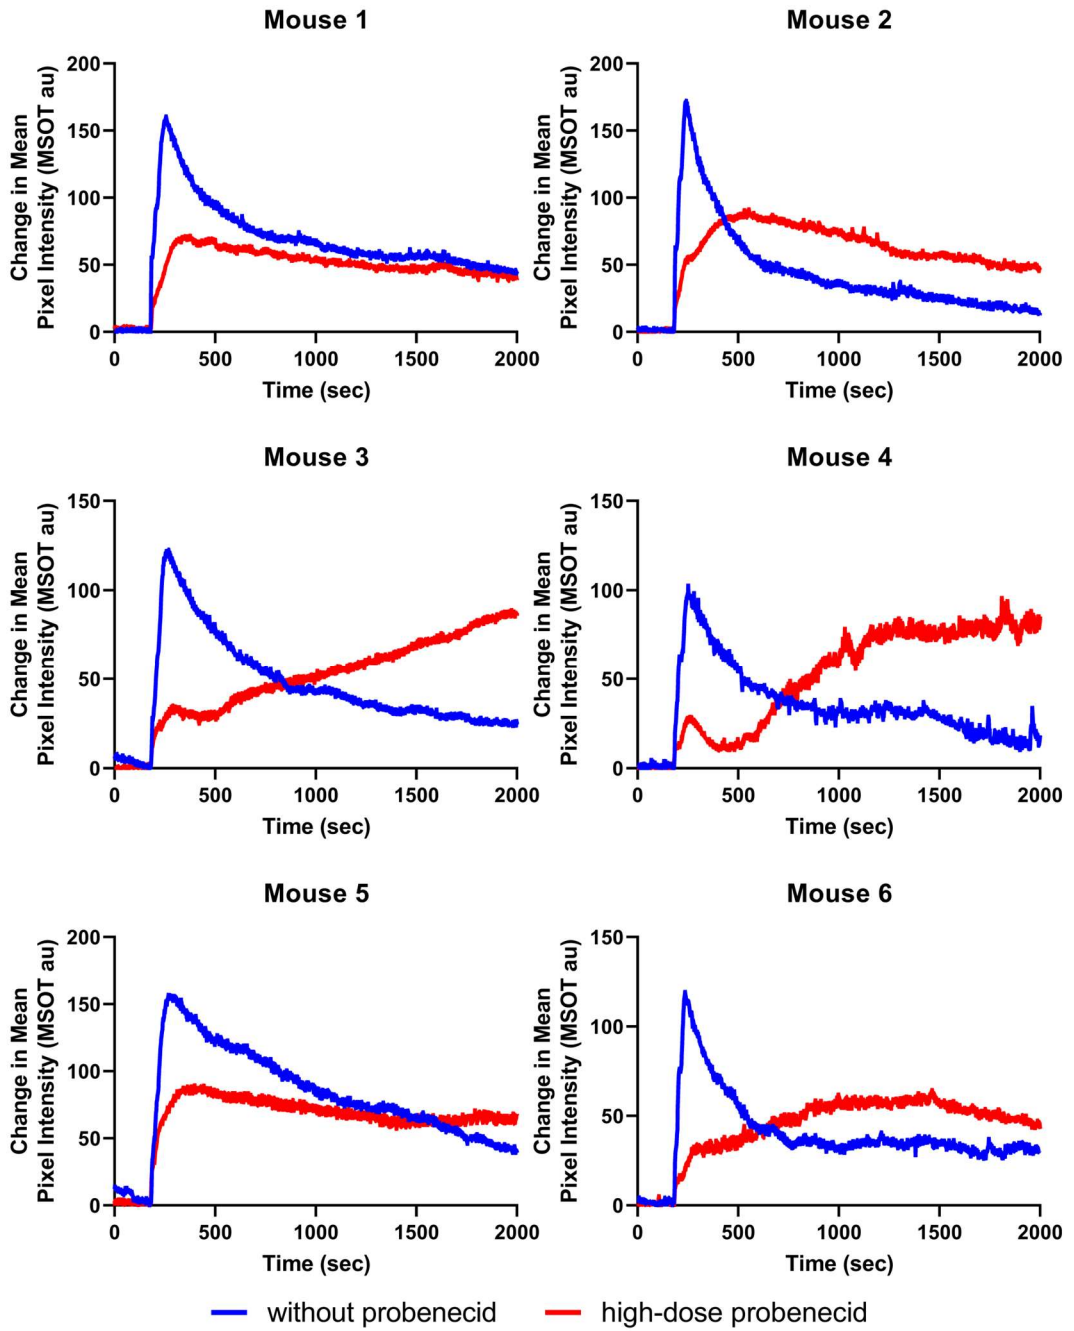 Mouse 1
Change in Mean
Pixel Intensity (MSOT au)
200
150
100
50
0
0 500 1000 1500 2000
Time (sec)
Mouse 2
Change in Mean
Pixel Intensity (MSOT au)
200
150
100
50
0
0 500 1000 1500 2000
Time (sec)
Mouse 3
Change in Mean
Pixel Intensity (MSOT au)
150
100
50
0
0 500 1000 1500 2000
Time (sec)
Mouse 4
Change in Mean
Pixel Intensity (MSOT au)
150
100
50
0
0 500 1000 1500 2000
Time (sec)
Mouse 5
Change in Mean
Pixel Intensity (MSOT au)
200
150
100
50
0
0 500 1000 1500 2000
Time (sec)
Mouse 6
Change in Mean
Pixel Intensity (MSOT au)
150
100
50
0
0 500 1000 1500 2000
Time (sec)
without probenecid
high-dose probenecid